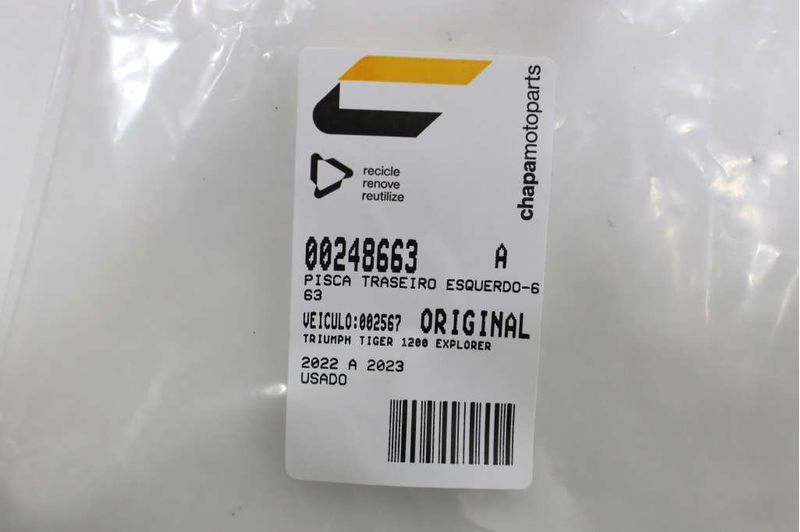 chapamotoparts
recicle
renove
reutilize
00248663 A
PISCA TRASEIRO ESQUERDO-6
63
VEICULO:002567 ORIGINAL
TRIUMPH TIGER 1200 EXPLORER
2022 A 2023
USADO